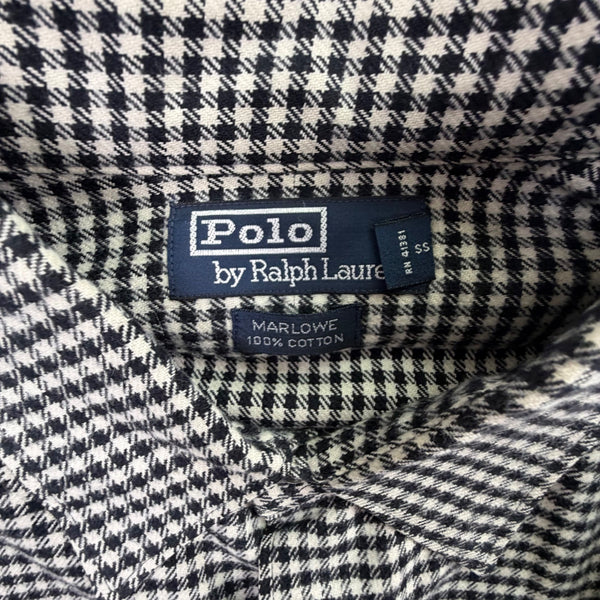 Polo
by Ralph Laure
RN 41381
SS
MARLOWE
100% COTTON